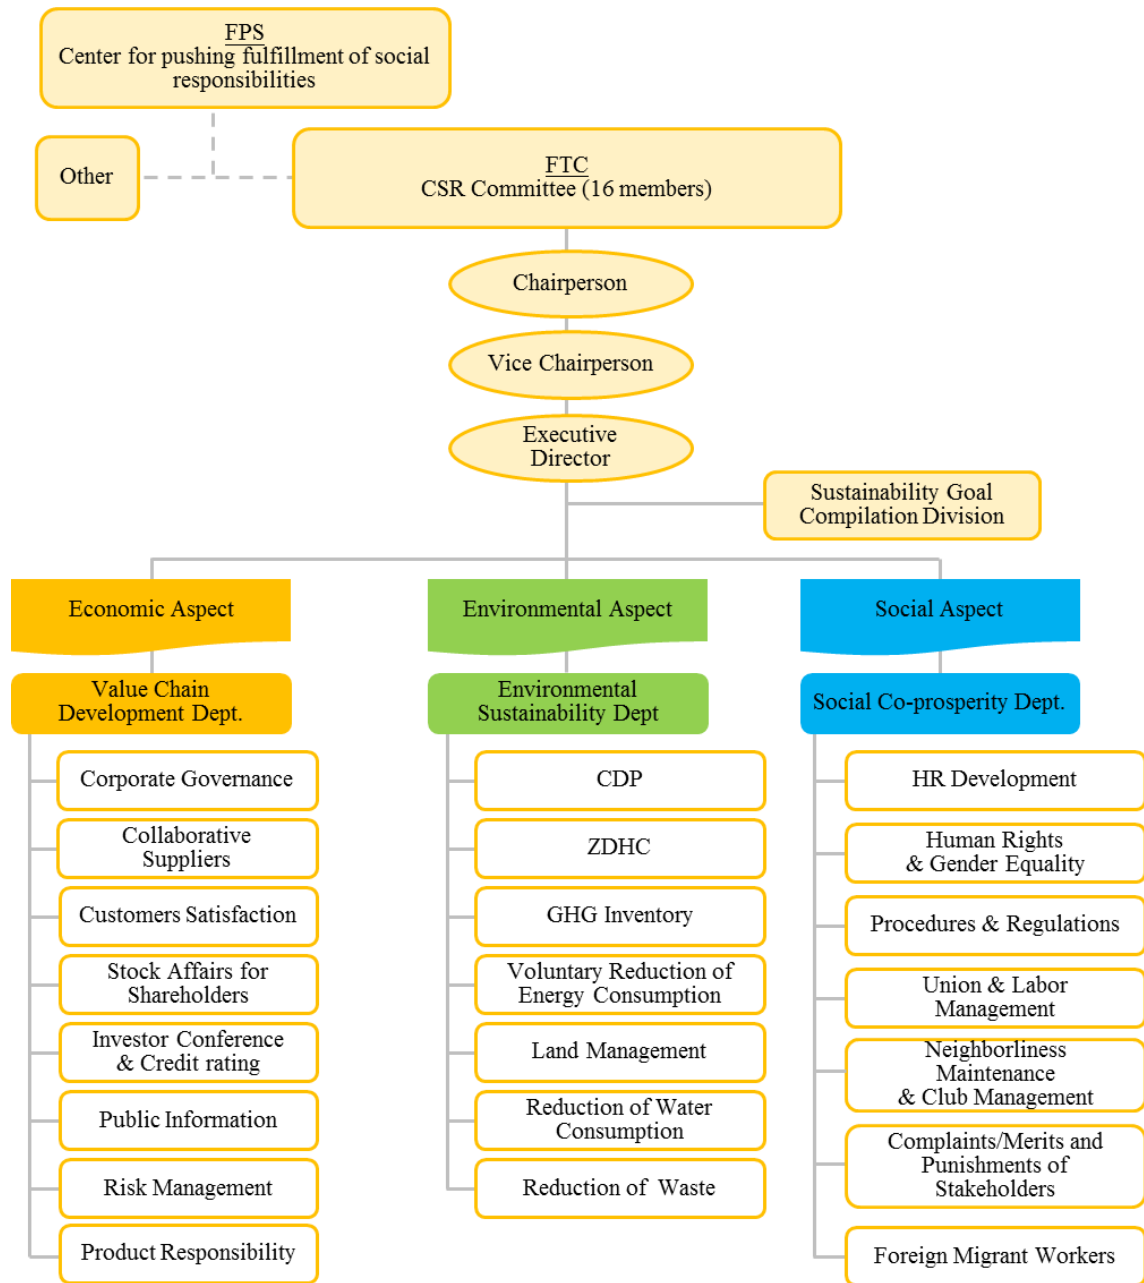 FPS
Center for pushing fulfillment of social
responsibilities
Other
FTC
CSR Committee (16 members)
Chairperson
Vice Chairperson
Executive
Director
Sustainability Goal
Compilation Division
Economic Aspect
Value Chain
Development Dept.
Corporate Governance
Collaborative
Suppliers
Customers Satisfaction
Stock Affairs for
Shareholders
Investor Conference
& Credit rating
Public Information
Risk Management
Product Responsibility
Environmental Aspect
Environmental
Sustainability Dept
CDP
ZDHC
GHG Inventory
Voluntary Reduction of
Energy Consumption
Land Management
Reduction of Water
Consumption
Reduction of Waste
Social Aspect
Social Co-prosperity Dept.
HR Development
Human Rights
& Gender Equality
Procedures & Regulations
Union & Labor
Management
Neighborliness
Maintenance
& Club Management
Complaints/Merits and
Punishments of
Stakeholders
Foreign Migrant Workers